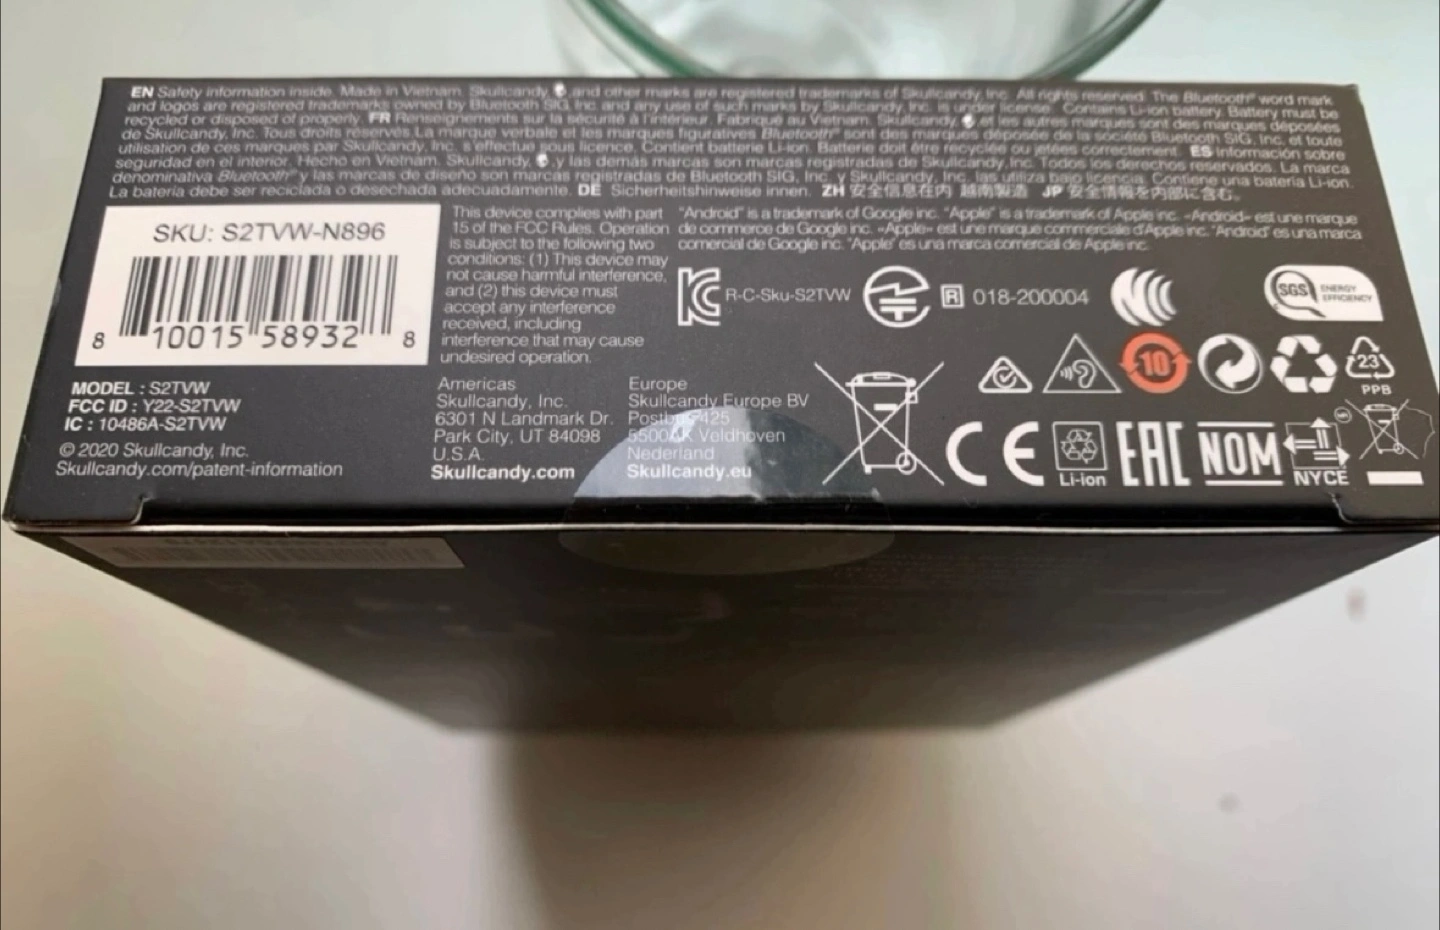 EN Safety information inside. Made in Vietnam. Skullcandy, and other marks are registered trademarks of Skullcandy, Inc. All rights reserved. The Bluetooth® word mark
and logos are registered trademarks owned by Bluetooth SIG, Inc. and any use of such marks by Skullcandy, Inc. is under license. Contains Li-ion battery. Battery must be
recycled or disposed of properly. FR Renseignements sur la sécurité à l'intérieur. Fabriqué au Vietnam. Skullcandy, et les autres marques sont des marques déposées
de Skullcandy, Inc. Tous droits réservés. La marque verbale et les marques figuratives Bluetooth® sont des marques déposée de la société Bluetooth SIG, Inc. et toute
utilisation de ces marques par Skullcandy, Inc. s'effectue sous licence. Contient batterie Li-ion. Batterie doit être recyclée ou jetées correctement. ES Información sobre
seguridad en el interior. Hecho en Vietnam. Skullcandy, y las demás marcas son marcas registradas de Skullcandy, Inc. Todos los derechos reservados. La marca
denominativa Bluetooth® y las marcas de diseño son marcas registradas de Bluetooth SIG, Inc. y Skullcandy, Inc. las utiliza bajo licencia. Contiene una batería Li-ion.
La batería debe ser reciclada o desechada adecuadamente. DE Sicherheitshinweise innen. ZH 安全信息在内 越南製造 JP 安全情報を内部に含む。
SKU: S2TVW-N896
8 10015 58932 8
MODEL : S2TVW
FCC ID : Y22-S2TVW
IC : 10486A-S2TVW
© 2020 Skullcandy, Inc.
Skullcandy.com/patent-information
This device complies with part
15 of the FCC Rules. Operation
is subject to the following two
conditions: (1) This device may
not cause harmful interference,
and (2) this device must
accept any interference
received, including
interference that may cause
undesired operation.
"Android" is a trademark of Google inc. "Apple" is a trademark of Apple inc. «Android» est une marque
de commerce de Google inc. «Apple» est une marque commerciale d'Apple inc. "Android" es una marca
comercial de Google inc. "Apple" es una marca comercial de Apple inc.
R-C-Sku-S2TVW
R 018-200004
SGS ENERGY
EFFICIENCY
10
23
PPB
Americas
Skullcandy, Inc.
6301 N Landmark Dr.
Park City, UT 84098
U.S.A.
Skullcandy.com
Europe
Skullcandy Europe BV
Postbus 425
5500AK Veldhoven
Nederland
Skullcandy.eu
CE
Li-ion
EAC
NOM
NYCE